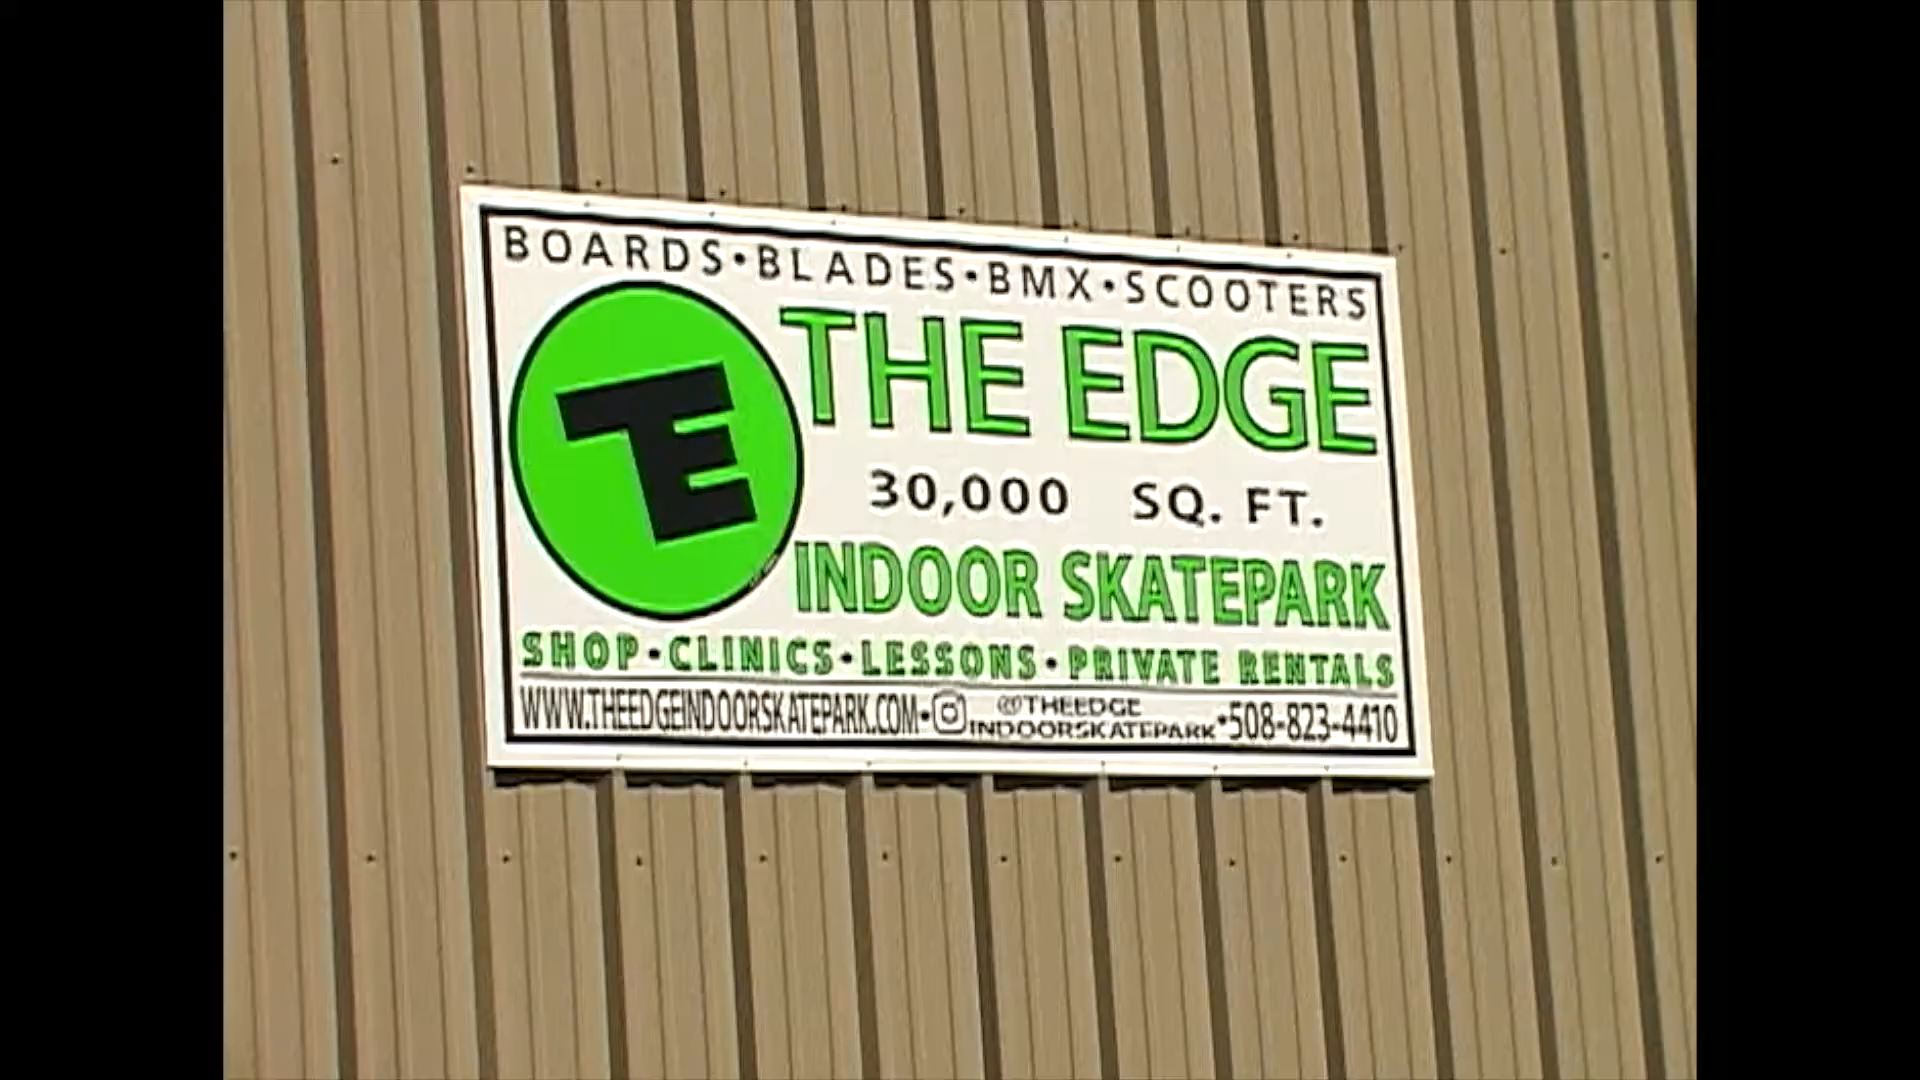 BOARDS•BLADES•BMX•SCOOTERS
TE
THE EDGE
30,000 SQ. FT.
INDOOR SKATEPARK
SHOP•CLINICS•LESSONS•PRIVATE RENTALS
WWW.THEEDGEINDOORSKATEPARK.COM•@THEEDGE
INDOORSKATEPARK•508-823-4410